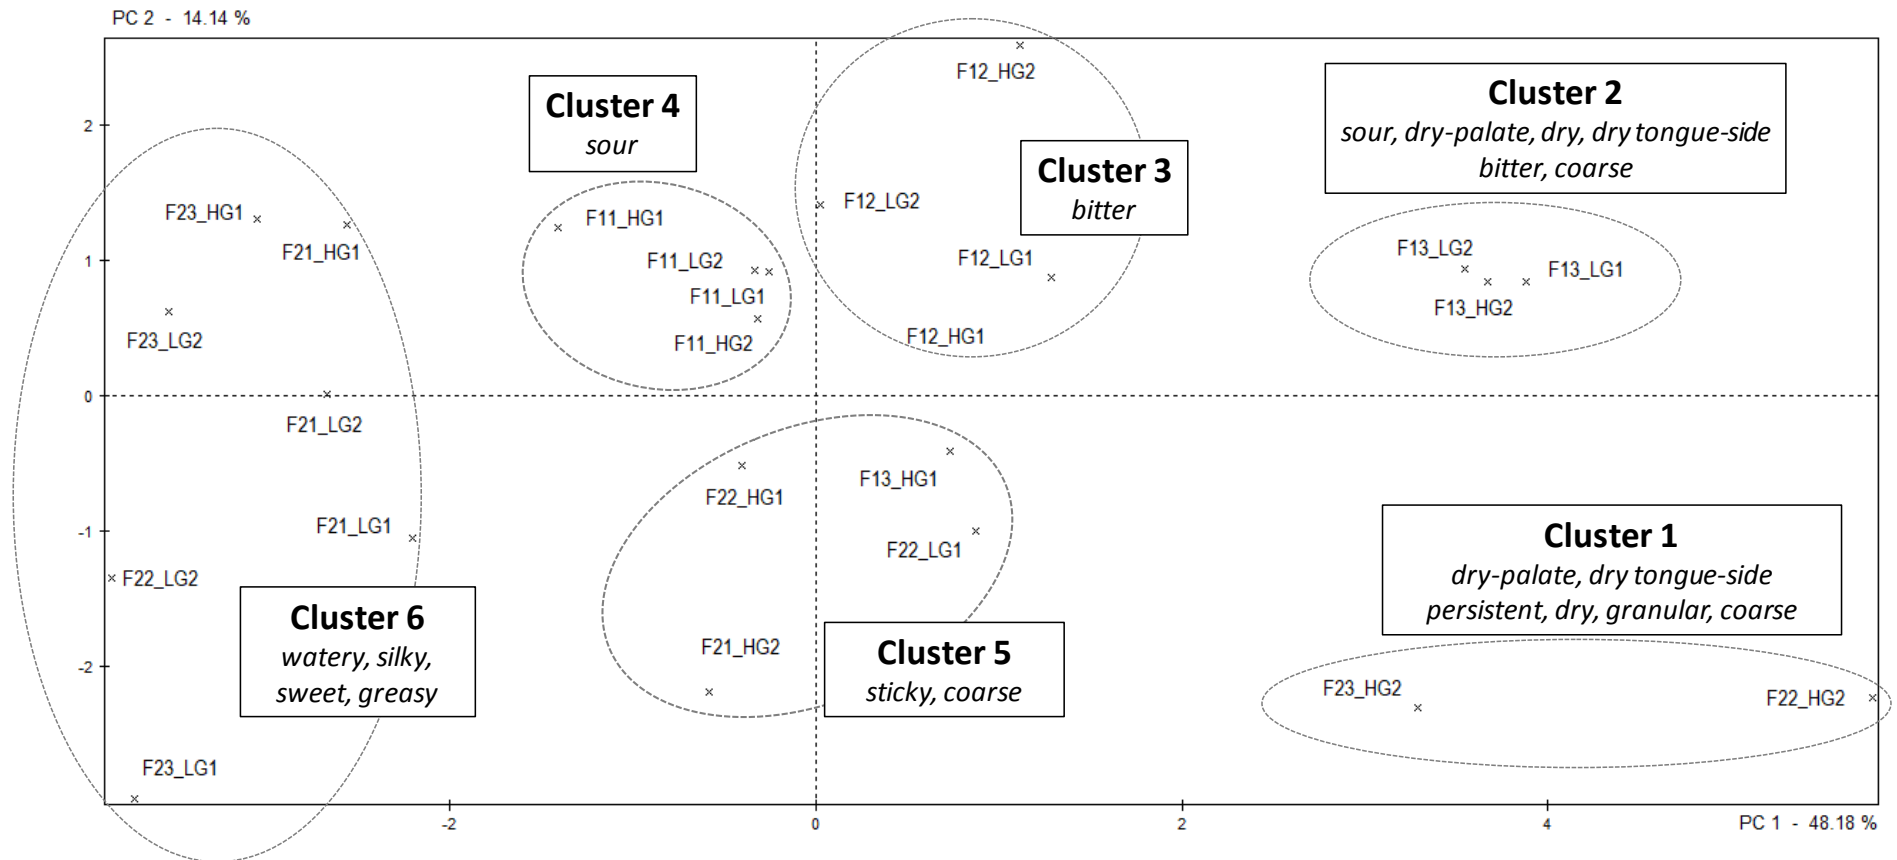 PC 2 - 14.14 %
F12_HG2
Cluster 2
sour, dry-palate, dry, dry tongue-side
bitter, coarse
Cluster 4
sour
2
Cluster 3
bitter
F23_HG1
F21_HG1
F11_HG1
F12_LG2
1
F11_LG2
F12_LG1
F13_LG2
F13_LG1
F11_LG1
F13_HG2
F23_LG2
F11_HG2
F12_HG1
0
F21_LG2
F22_HG1
F13_HG1
-1
F21_LG1
F22_LG1
Cluster 1
dry-palate, dry tongue-side
persistent, dry, granular, coarse
F22_LG2
Cluster 6
watery, silky,
sweet, greasy
F21_HG2
Cluster 5
sticky, coarse
-2
F23_HG2
F22_HG2
F23_LG1
-2
0
2
4
PC 1 - 48.18 %